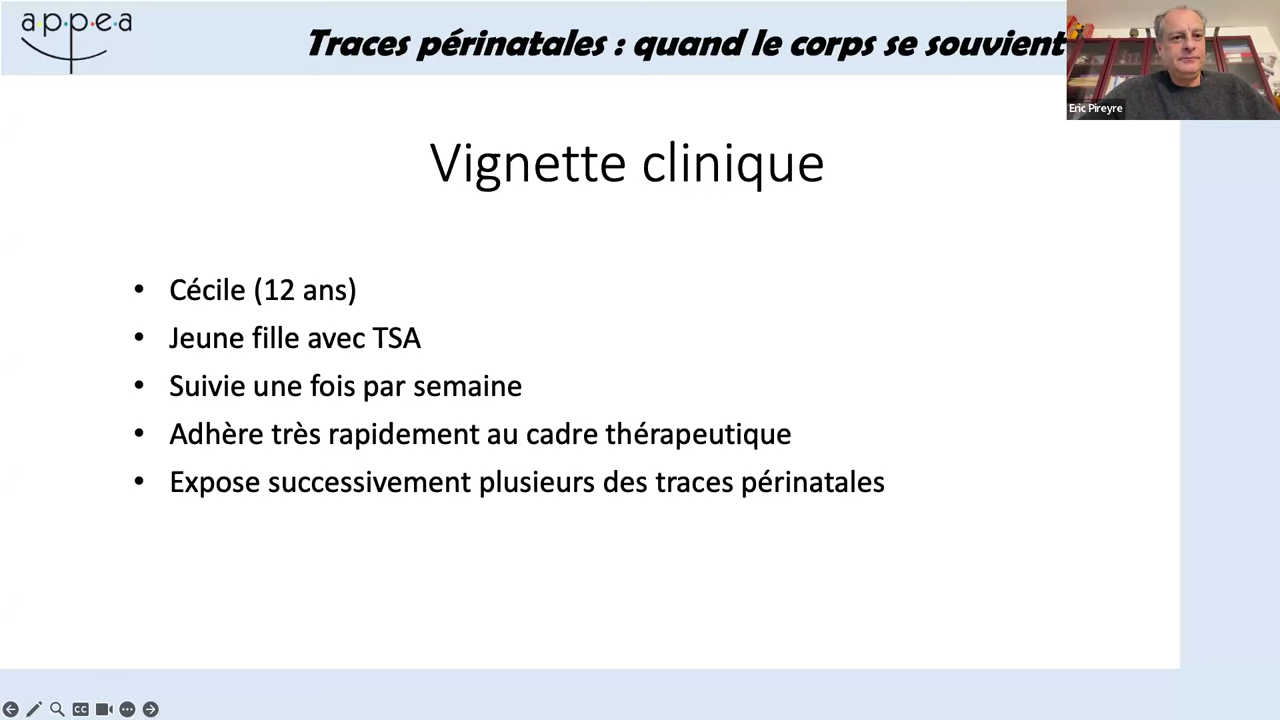 a.p.p.e.a
Traces périnatales : quand le corps se souvient
Eric Pireyre
Vignette clinique
• Cécile (12 ans)
• Jeune fille avec TSA
• Suivie une fois par semaine
• Adhère très rapidement au cadre thérapeutique
• Expose successivement plusieurs des traces périnatales
CC